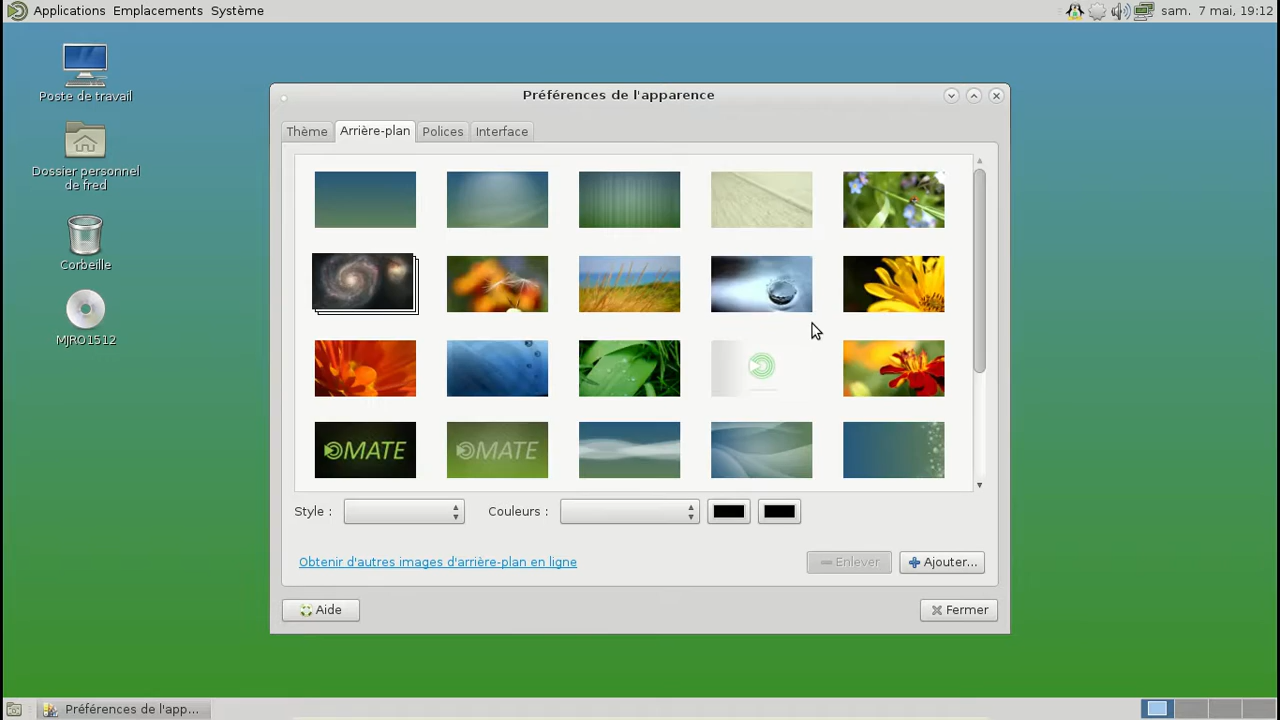 Applications Emplacements Système
sam. 7 mai, 19:12
Poste de travail
Dossier personnel
de fred
Corbeille
MJRO1512
Préférences de l'apparence
Thème Arrière-plan Polices Interface
MATE
MATE
Style :
Couleurs :
Obtenir d'autres images d'arrière-plan en ligne
Enlever
Ajouter...
Aide
Fermer
Préférences de l'app...